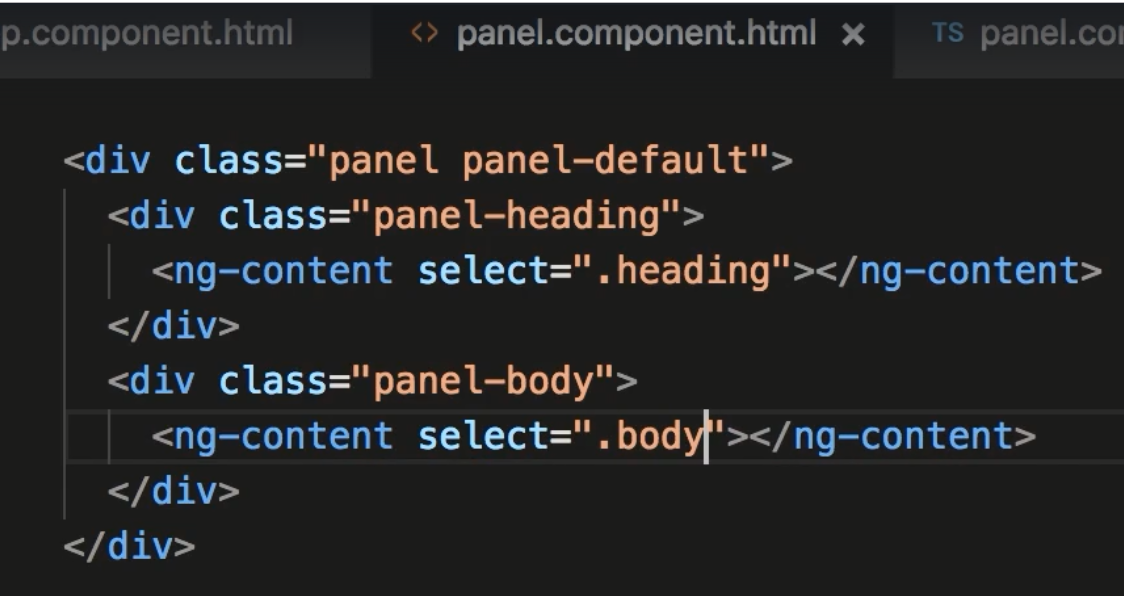 p.component.html <> panel.component.html × TS panel.co
<div class="panel panel-default">
<div class="panel-heading">
<ng-content select=".heading"></ng-content>
</div>
<div class="panel-body">
<ng-content select=".body"></ng-content>
</div>
</div>